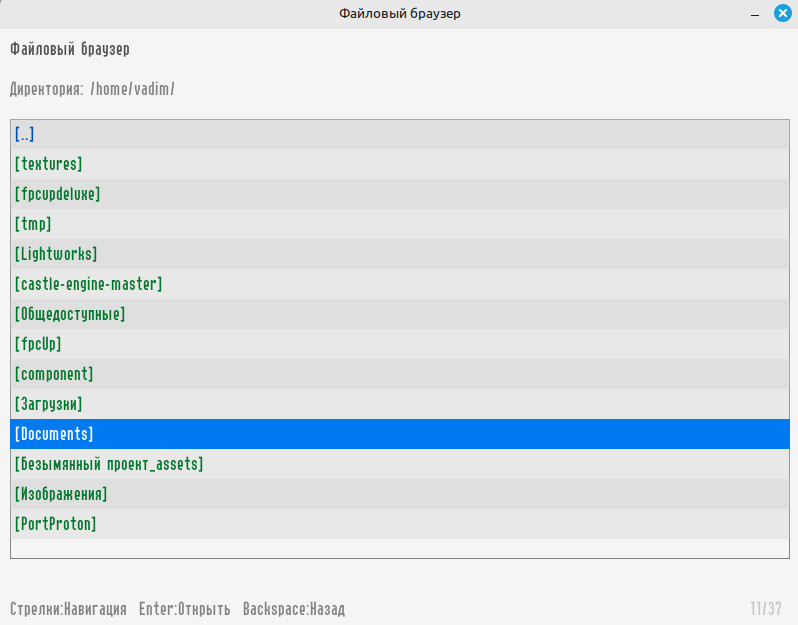 Файловый браузер
Файловый браузер
Директория: /home/vadim/
[..]
[textures]
[fpcupdeluxe]
[tmp]
[Lightworks]
[castle-engine-master]
[Общедоступные]
[fpcUp]
[component]
[Загрузки]
[Documents]
[Безымянный проект_assets]
[Изображения]
[PortProton]
Стрелки:Навигация Enter:Открыть Backspace:Назад 11/37